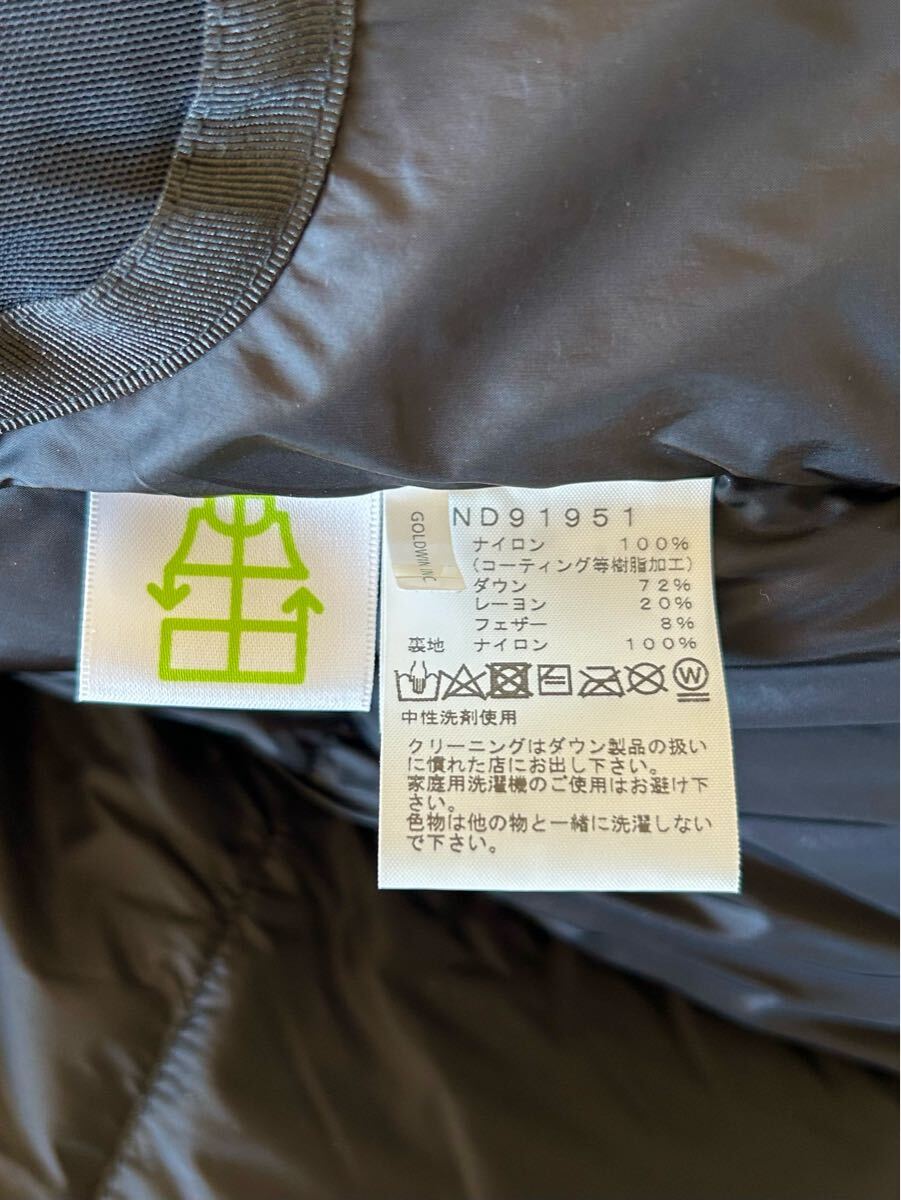 GOLDWIN INC.
ND91951
ナイロン 100%
(コーティング等樹脂加工)
ダウン 72%
レーヨン 20%
フェザー 8%
裏地 ナイロン 100%
W
中性洗剤使用
クリーニングはダウン製品の扱い
に慣れた店にお出し下さい。
家庭用洗濯機のご使用はお避け下
さい。
色物は他の物と一緒に洗濯しない
で下さい。